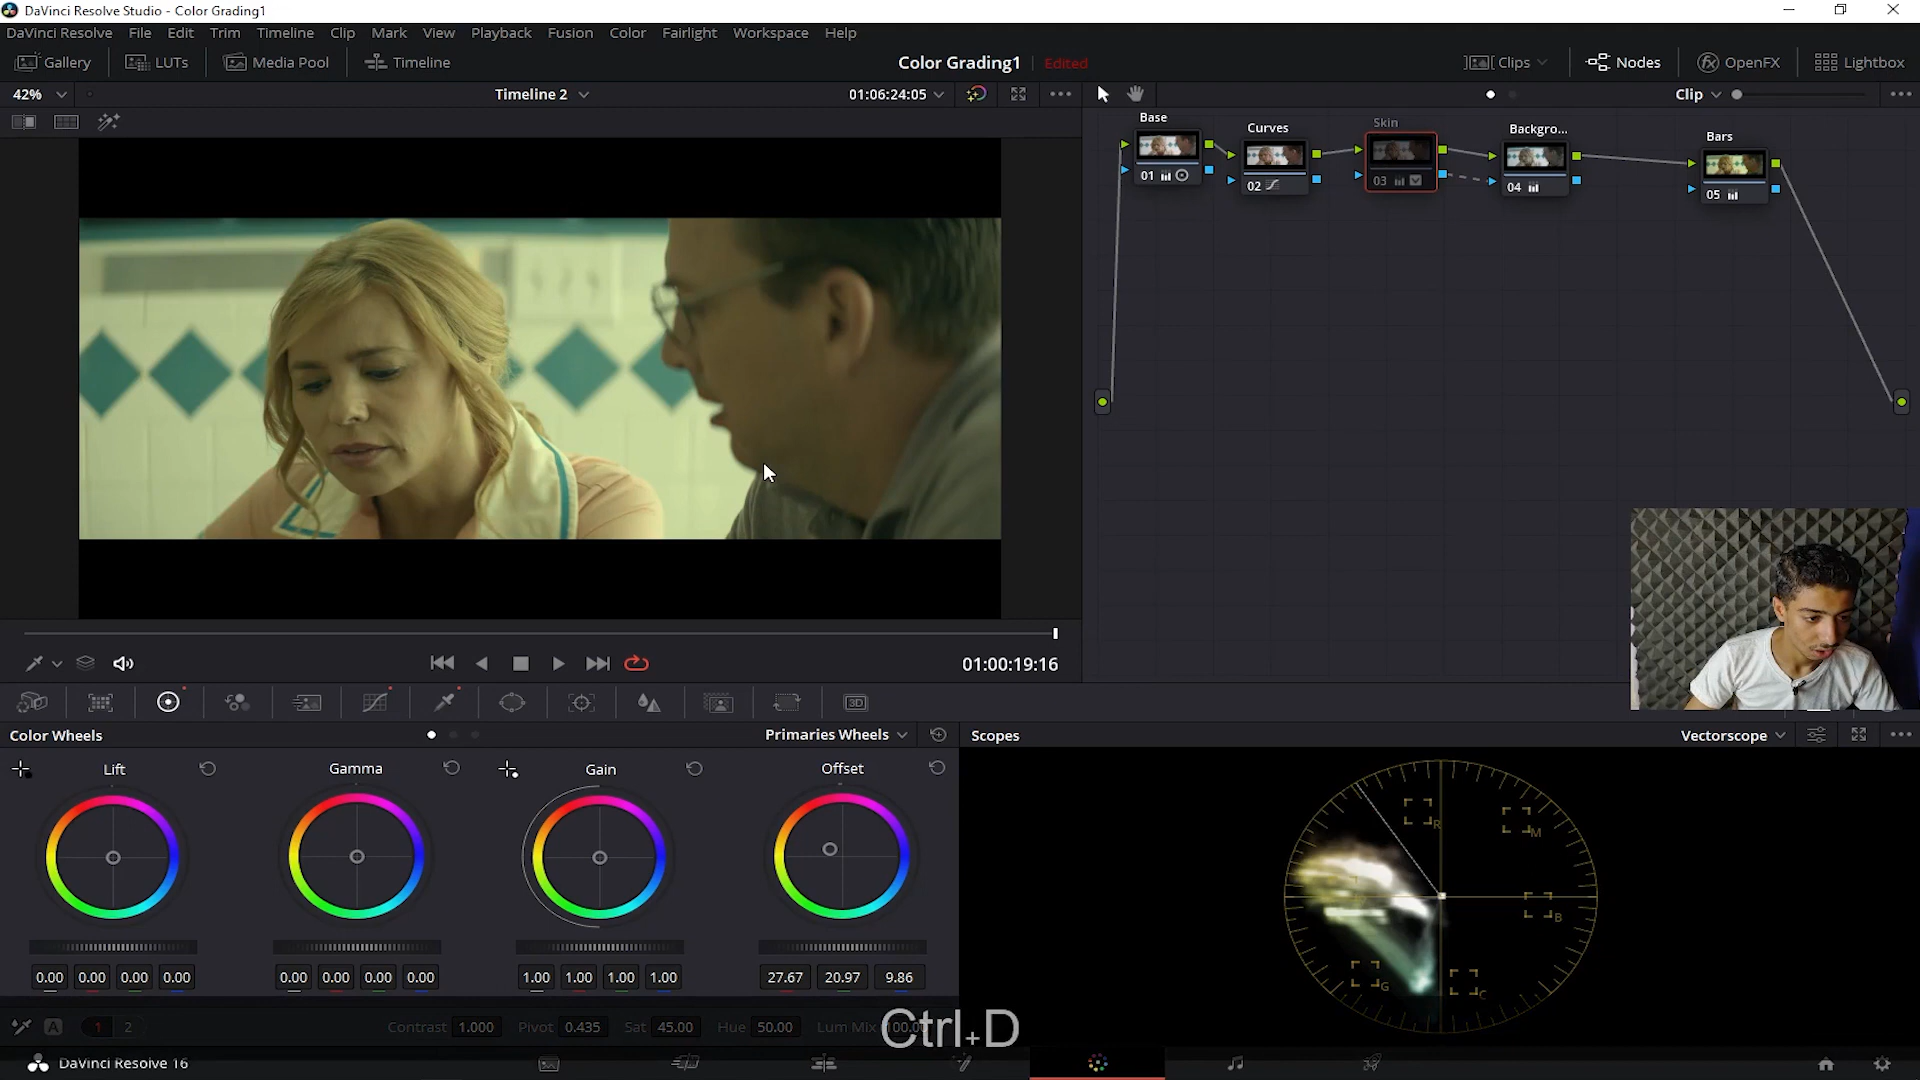 DaVinci Resolve Studio - Color Grading1
DaVinci Resolve File Edit Trim Timeline Clip Mark View Playback Fusion Color Fairlight Workspace Help
Gallery LUTs Media Pool Timeline Color Grading1 Edited Clips Nodes OpenFX Lightbox
42% Timeline 2 01:06:24:05 Clip
Base
Curves
Skin
Backgro...
Bars
01
02
03
04
05
01:00:19:16
3D
Color Wheels Primaries Wheels Scopes Vectorscope
Lift Gamma Gain Offset
R
M
B
G
C
0.00 0.00 0.00 0.00 0.00 0.00 0.00 0.00 1.00 1.00 1.00 1.00 27.67 20.97 9.86
A 1 2 Contrast 1.000 Pivot 0.435 Sat 45.00 Hue 50.00 Lum Mix 100.00
Ctrl+D
DaVinci Resolve 16